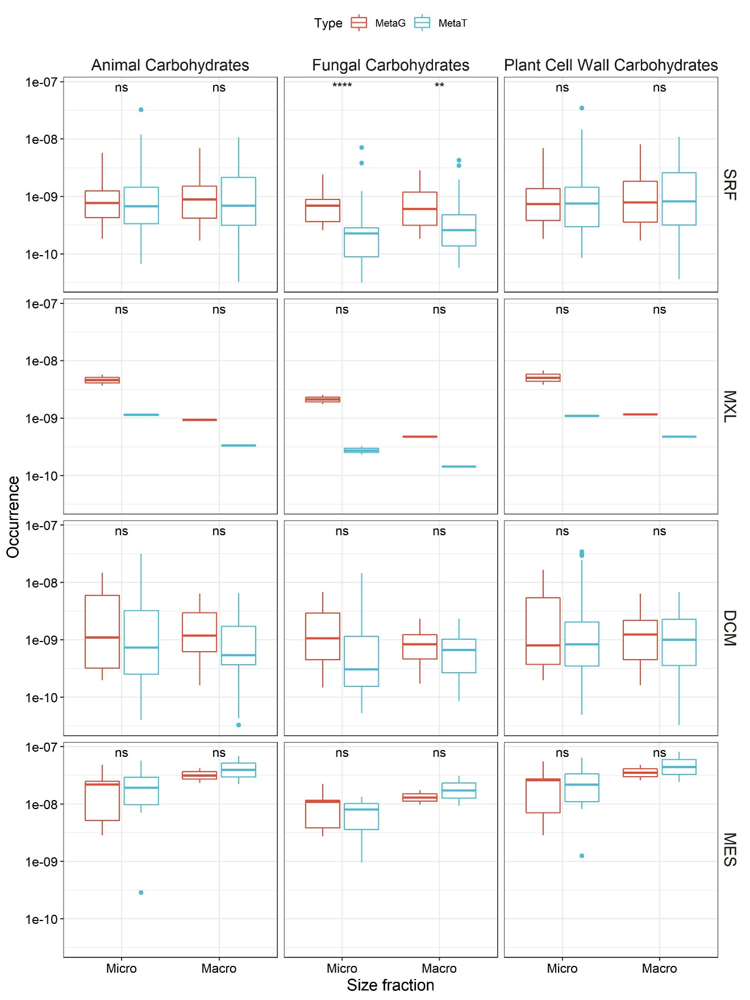 Type MetaG MetaT
Animal Carbohydrates Fungal Carbohydrates Plant Cell Wall Carbohydrates
1e-07
ns ns **** ** ns ns
1e-08
1e-09
1e-10
SRF
1e-07
ns ns ns ns ns ns
1e-08
1e-09
1e-10
MXL
Occurrence
1e-07
ns ns ns ns ns ns
1e-08
1e-09
1e-10
DCM
1e-07
ns ns ns ns ns ns
1e-08
1e-09
1e-10
MES
Micro Macro Micro Macro Micro Macro
Size fraction